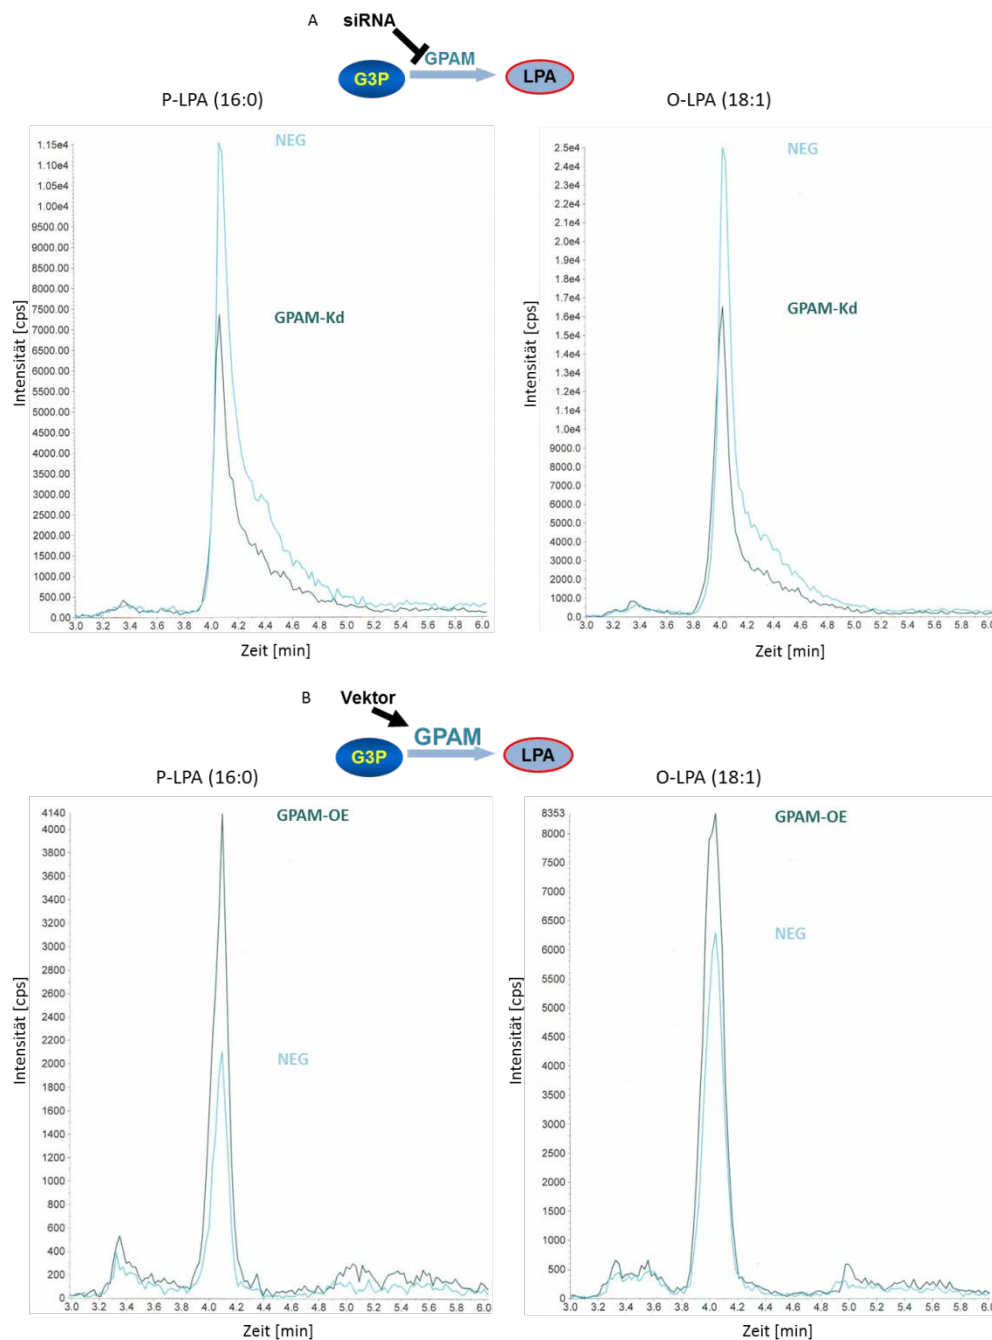 A siRNA
GPAM
G3P
LPA
P-LPA (16:0)
O-LPA (18:1)
NEG
GPAM-Kd
1.15e4
1.10e4
1.05e4
1.00e4
9500.00
9000.00
8500.00
8000.00
7500.00
7000.00
6500.00
6000.00
5500.00
5000.00
4500.00
4000.00
3500.00
3000.00
2500.00
2000.00
1500.00
1000.00
500.00
0.00
Intensität [cps]
3.0 3.2 3.4 3.6 3.8 4.0 4.2 4.4 4.6 4.8 5.0 5.2 5.4 5.6 5.8 6.0
Zeit [min]
NEG
GPAM-Kd
2.5e4
2.4e4
2.3e4
2.2e4
2.1e4
2.0e4
1.9e4
1.8e4
1.7e4
1.6e4
1.5e4
1.4e4
1.3e4
1.2e4
1.1e4
1.0e4
9000.0
8000.0
7000.0
6000.0
5000.0
4000.0
3000.0
2000.0
1000.0
0.0
Intensität [cps]
3.0 3.2 3.4 3.6 3.8 4.0 4.2 4.4 4.6 4.8 5.0 5.2 5.4 5.6 5.8 6.0
Zeit [min]
B Vektor
GPAM
G3P
LPA
P-LPA (16:0)
O-LPA (18:1)
GPAM-OE
NEG
4140
4000
3800
3600
3400
3200
3000
2800
2600
2400
2200
2000
1800
1600
1400
1200
1000
800
600
400
200
0
Intensität [cps]
3.0 3.2 3.4 3.6 3.8 4.0 4.2 4.4 4.6 4.8 5.0 5.2 5.4 5.6 5.8 6.0
Zeit [min]
GPAM-OE
NEG
8353
8000
7500
7000
6500
6000
5500
5000
4500
4000
3500
3000
2500
2000
1500
1000
500
0
Intensität [cps]
3.0 3.2 3.4 3.6 3.8 4.0 4.2 4.4 4.6 4.8 5.0 5.2 5.4 5.6 5.8 6.0
Zeit [min]